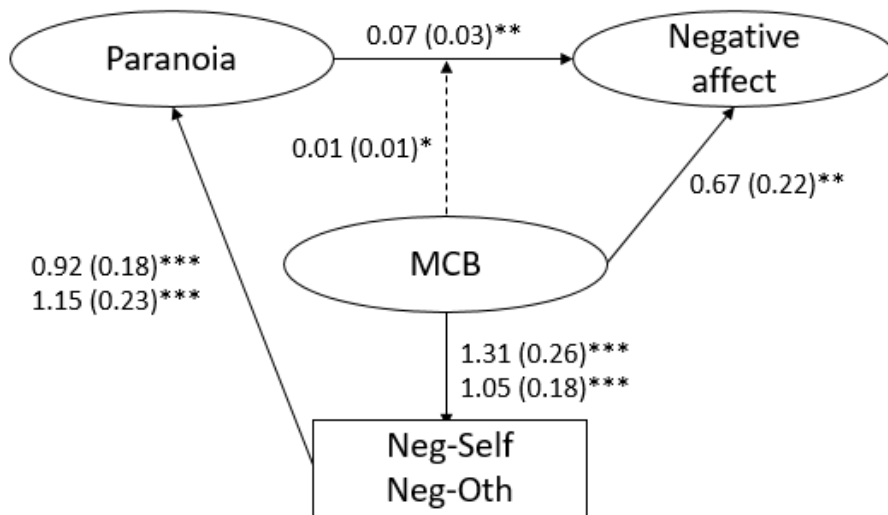 0.07 (0.03)**
Paranoia
Negative
affect
0.01 (0.01)*
0.67 (0.22)**
MCB
0.92 (0.18)***
1.15 (0.23)***
1.31 (0.26)***
1.05 (0.18)***
Neg-Self
Neg-Oth